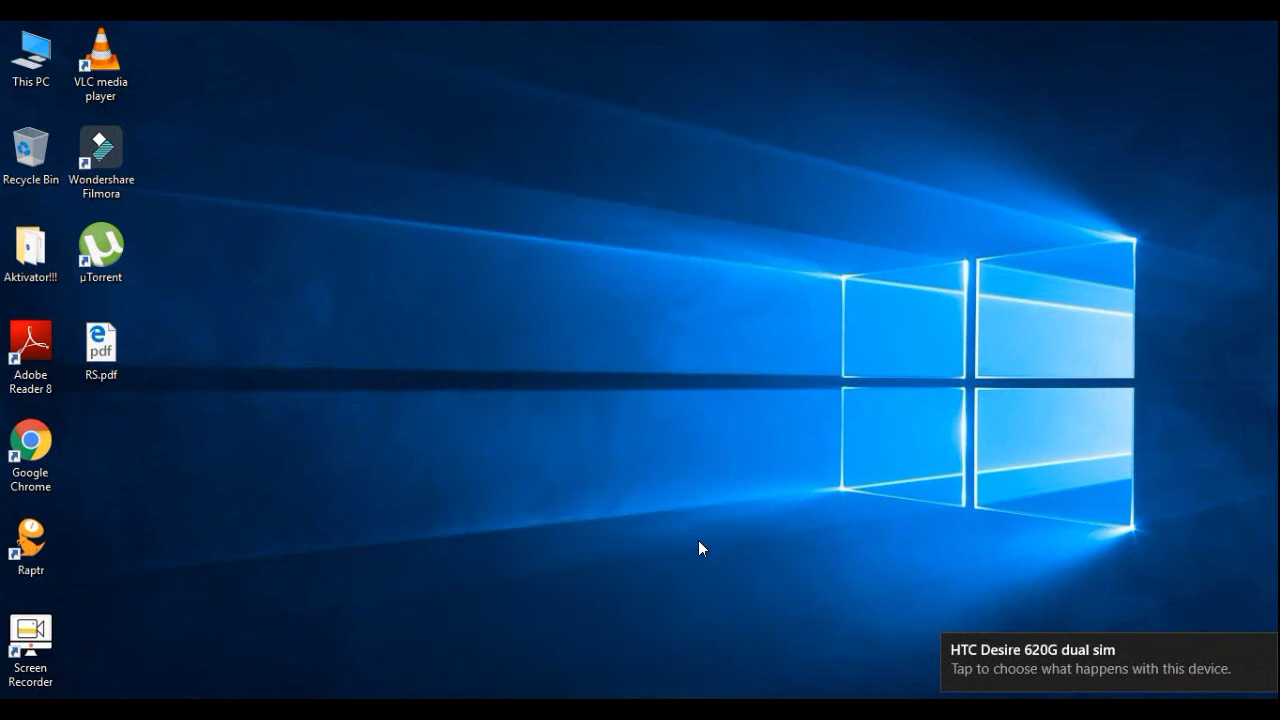 This PC
VLC media
player
Recycle Bin
Wondershare
Filmora
Aktivator!!!
µTorrent
Adobe
Reader 8
pdf
RS.pdf
Google
Chrome
Raptr
Screen
Recorder
HTC Desire 620G dual sim
Tap to choose what happens with this device.